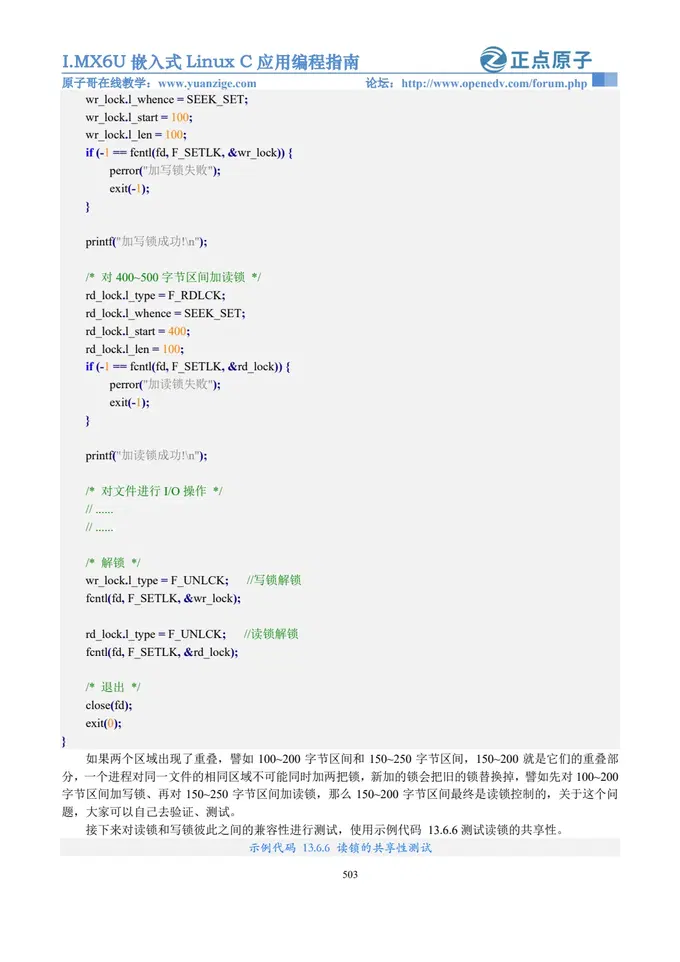 I.MX6U 嵌入式 Linux C 应用编程指南
正点原子
原子哥在线教学：www.yuanzige.com 论坛：http://www.openedv.com/forum.php
wr_lock.l_whence = SEEK_SET;
wr_lock.l_start = 100;
wr_lock.l_len = 100;
if (-1 == fcntl(fd, F_SETLK, &wr_lock)) {
perror("加写锁失败");
exit(-1);
}
printf("加写锁成功!\n");
/* 对 400~500 字节区间加读锁 */
rd_lock.l_type = F_RDLCK;
rd_lock.l_whence = SEEK_SET;
rd_lock.l_start = 400;
rd_lock.l_len = 100;
if (-1 == fcntl(fd, F_SETLK, &rd_lock)) {
perror("加读锁失败");
exit(-1);
}
printf("加读锁成功!\n");
/* 对文件进行 I/O 操作 */
// ......
// ......
/* 解锁 */
wr_lock.l_type = F_UNLCK; //写锁解锁
fcntl(fd, F_SETLK, &wr_lock);
rd_lock.l_type = F_UNLCK; //读锁解锁
fcntl(fd, F_SETLK, &rd_lock);
/* 退出 */
close(fd);
exit(0);
}
如果两个区域出现了重叠，譬如 100~200 字节区间和 150~250 字节区间，150~200 就是它们的重叠部
分，一个进程对同一文件的相同区域不可能同时加两把锁，新加的锁会把旧的锁替换掉，譬如先对 100~200
字节区间加写锁、再对 150~250 字节区间加读锁，那么 150~200 字节区间最终是读锁控制的，关于这个问
题，大家可以自己去验证、测试。
接下来对读锁和写锁彼此之间的兼容性进行测试，使用示例代码 13.6.6 测试读锁的共享性。
示例代码 13.6.6 读锁的共享性测试
503